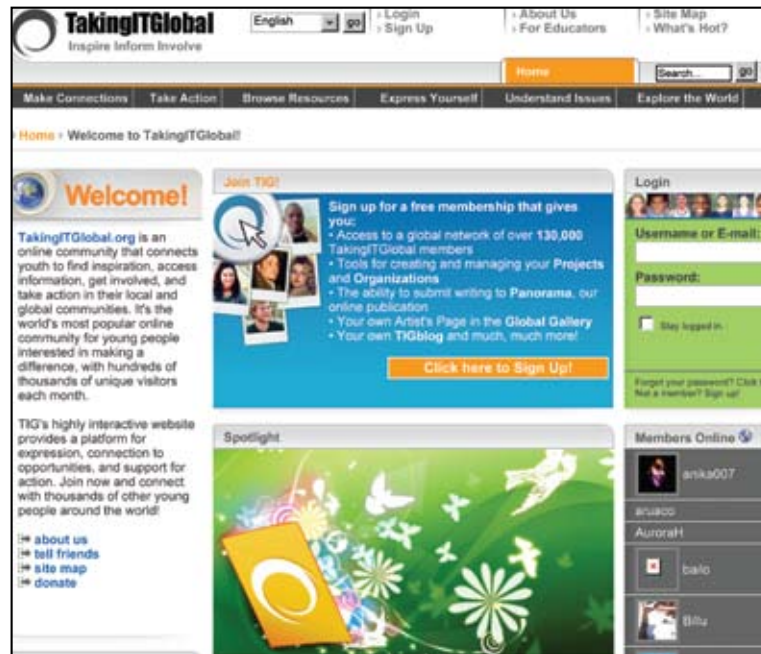 TakingITGlobal
Inspire Inform Involve
English
go
› Login
› Sign Up
› About Us
› For Educators
› Site Map
› What's Hot?
Home
Search...
go
Make Connections
Take Action
Browse Resources
Express Yourself
Understand Issues
Explore the World
› Home › Welcome to TakingITGlobal!
Welcome!
TakingITGlobal.org is an
online community that connects
youth to find inspiration, access
information, get involved, and
take action in their local and
global communities. It's the
world's most popular online
community for young people
interested in making a
difference, with hundreds of
thousands of unique visitors
each month.
TIG's highly interactive website
provides a platform for
expression, connection to
opportunities, and support for
action. Join now and connect
with thousands of other young
people around the world!
about us
tell friends
site map
donate
Join TIG!
Sign up for a free membership that gives
you:
• Access to a global network of over 130,000
TakingITGlobal members
• Tools for creating and managing your Projects
and Organizations
• The ability to submit writing to Panorama, our
online publication
• Your own Artist's Page in the Global Gallery
• Your own TIGblog and much, much more!
Click here to Sign Up!
Spotlight
Login
Username or E-mail:
Password:
Stay logged in
Forgot your password? Click
Not a member? Sign up!
Members Online
anika007
aruaco
AuroraH
bailo
Billu